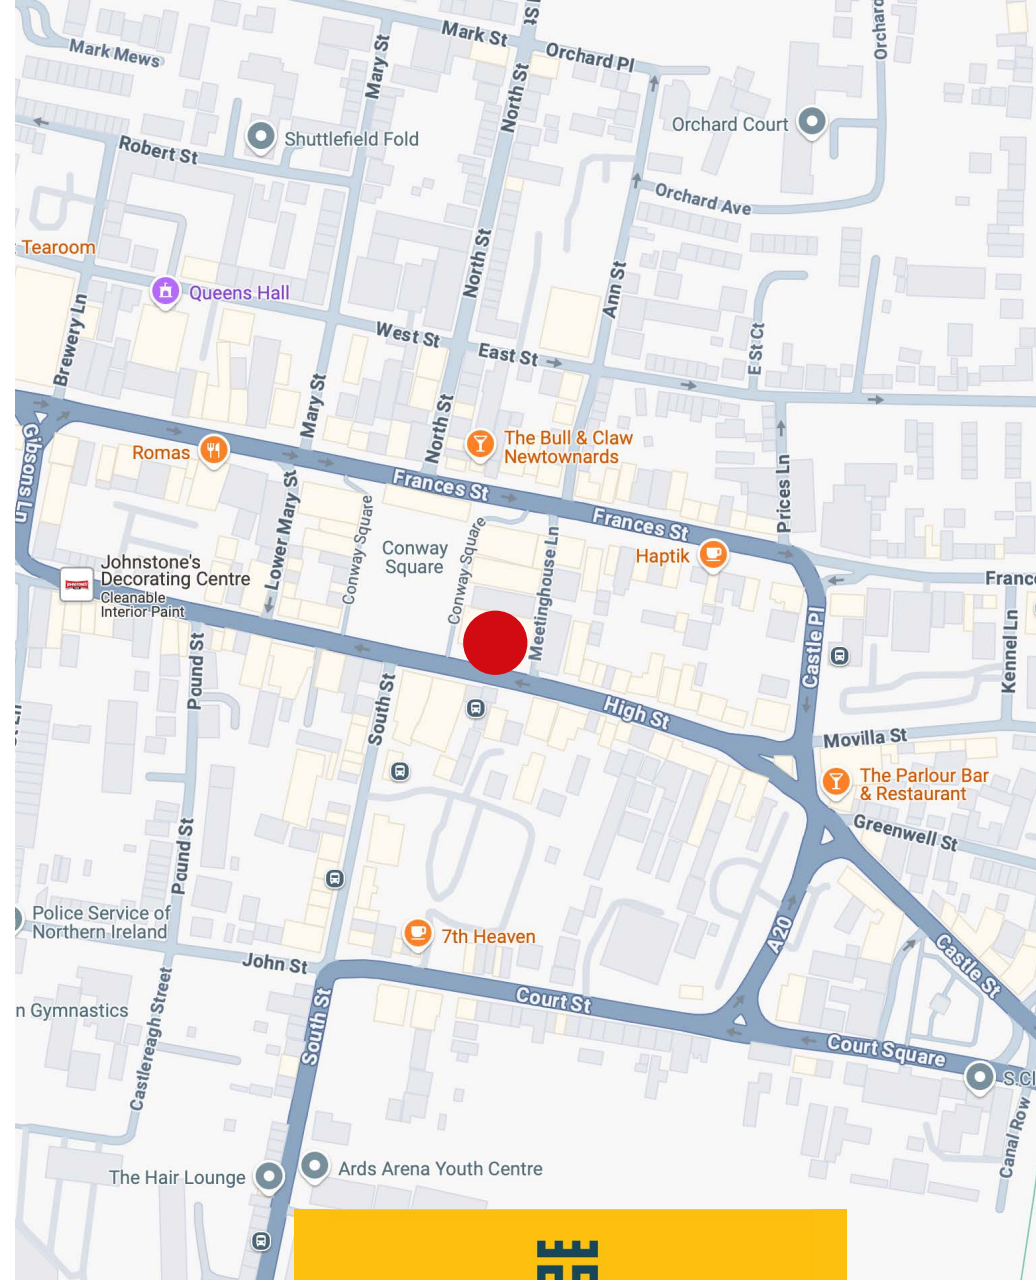 Mark St
Orchard Pl
Mark Mews
Mary St
North St
Orchard
Orchard Court
Shuttlefield Fold
Robert St
Orchard Ave
Tearoom
Queens Hall
North St
Ann St
West St
East St
E St Ct
Brewery Ln
Mary St
North St
The Bull & Claw
Newtownards
Romas
Gibsons Ln
Frances St
Prices Ln
Lower Mary St
Conway Square
Conway
Square
Conway Square
Meetinghouse Ln
Frances St
Haptik
Johnstone's
Decorating Centre
Cleanable
Interior Paint
Castle Pl
Kennel Ln
Pound St
South St
High St
Movilla St
The Parlour Bar
& Restaurant
Greenwell St
Pound St
Police Service of
Northern Ireland
7th Heaven
A20
Castle St
John St
Court St
n Gymnastics
South St
Castlereagh Street
Court Square
Canal Row
The Hair Lounge
Ards Arena Youth Centre